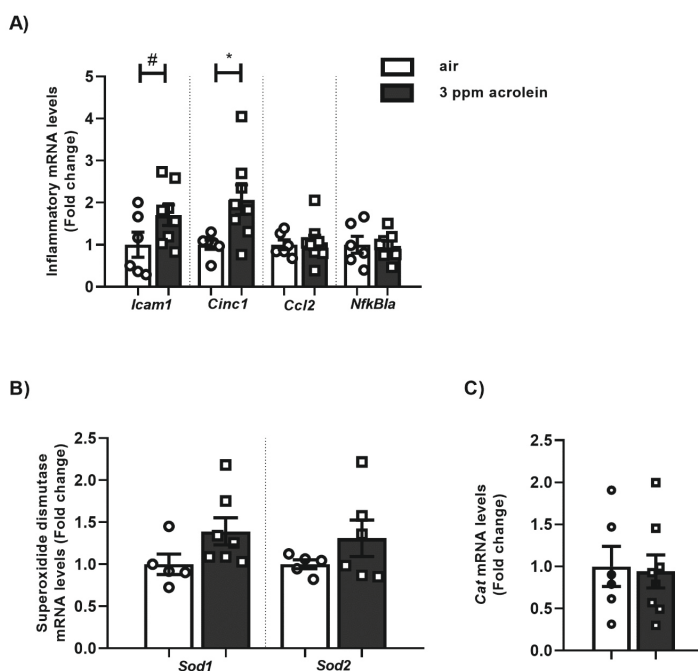 A)
# *
air
3 ppm acrolein
Inflammatory mRNA levels
(Fold change)
5
4
3
2
1
0
Icam1 Cinc1 Ccl2 NfkBla
B)
Superoxidide dismutase
mRNA levels (Fold change)
2.5
2.0
1.5
1.0
0.5
0.0
Sod1 Sod2
C)
Cat mRNA levels
(Fold change)
2.5
2.0
1.5
1.0
0.5
0.0